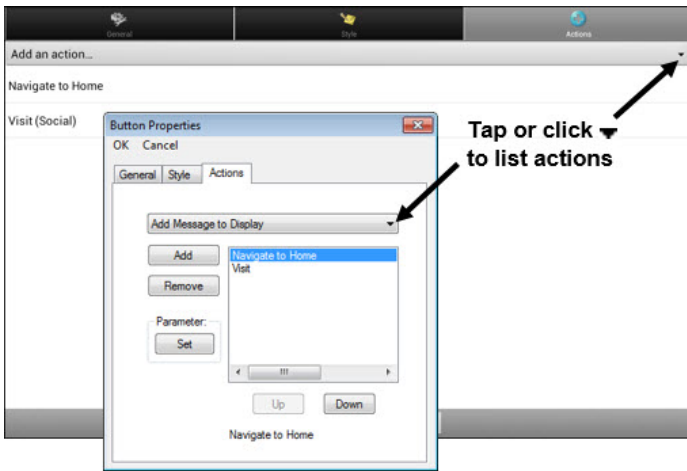 General
Style
Actions
Add an action...
Navigate to Home
Visit (Social)
Tap or click
to list actions
Button Properties
OK Cancel
General Style Actions
Add Message to Display
Add
Remove
Navigate to Home
Visit
Parameter:
Set
Up Down
Navigate to Home